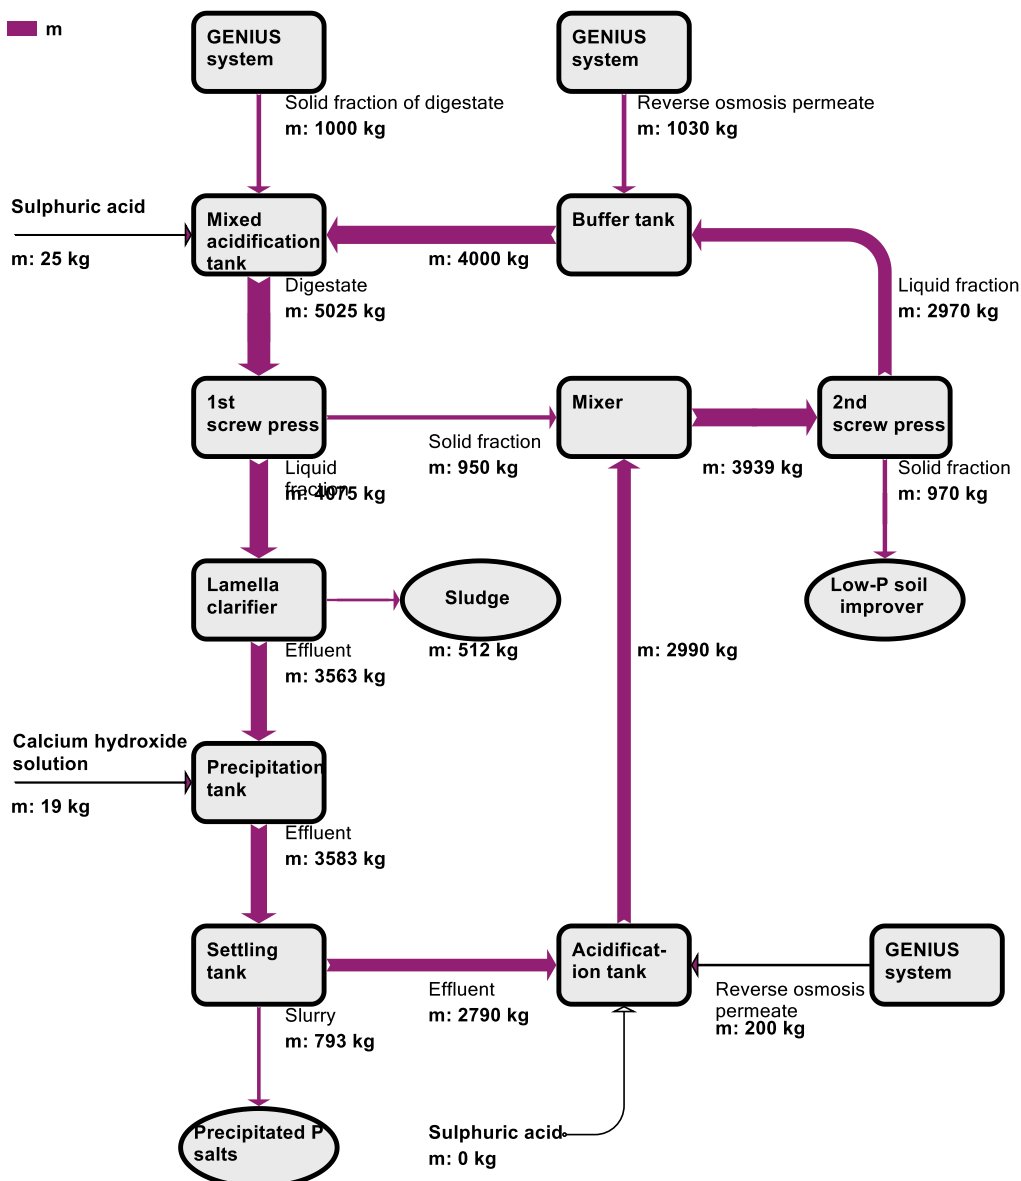 m
GENIUS
system
GENIUS
system
Solid fraction of digestate
m: 1000 kg
Reverse osmosis permeate
m: 1030 kg
Sulphuric acid
m: 25 kg
Mixed
acidification
tank
m: 4000 kg
Buffer tank
Digestate
m: 5025 kg
Liquid fraction
m: 2970 kg
1st
screw press
Solid fraction
m: 950 kg
Mixer
m: 3939 kg
2nd
screw press
Liquid
fraction
m: 4075 kg
Solid fraction
m: 970 kg
Lamella
clarifier
Sludge
m: 512 kg
Low-P soil
improver
Effluent
m: 3563 kg
m: 2990 kg
Calcium hydroxide
solution
m: 19 kg
Precipitation
tank
Effluent
m: 3583 kg
Settling
tank
Effluent
m: 2790 kg
Acidificat-
ion tank
Reverse osmosis
permeate
m: 200 kg
GENIUS
system
Slurry
m: 793 kg
Precipitated P
salts
Sulphuric acid
m: 0 kg